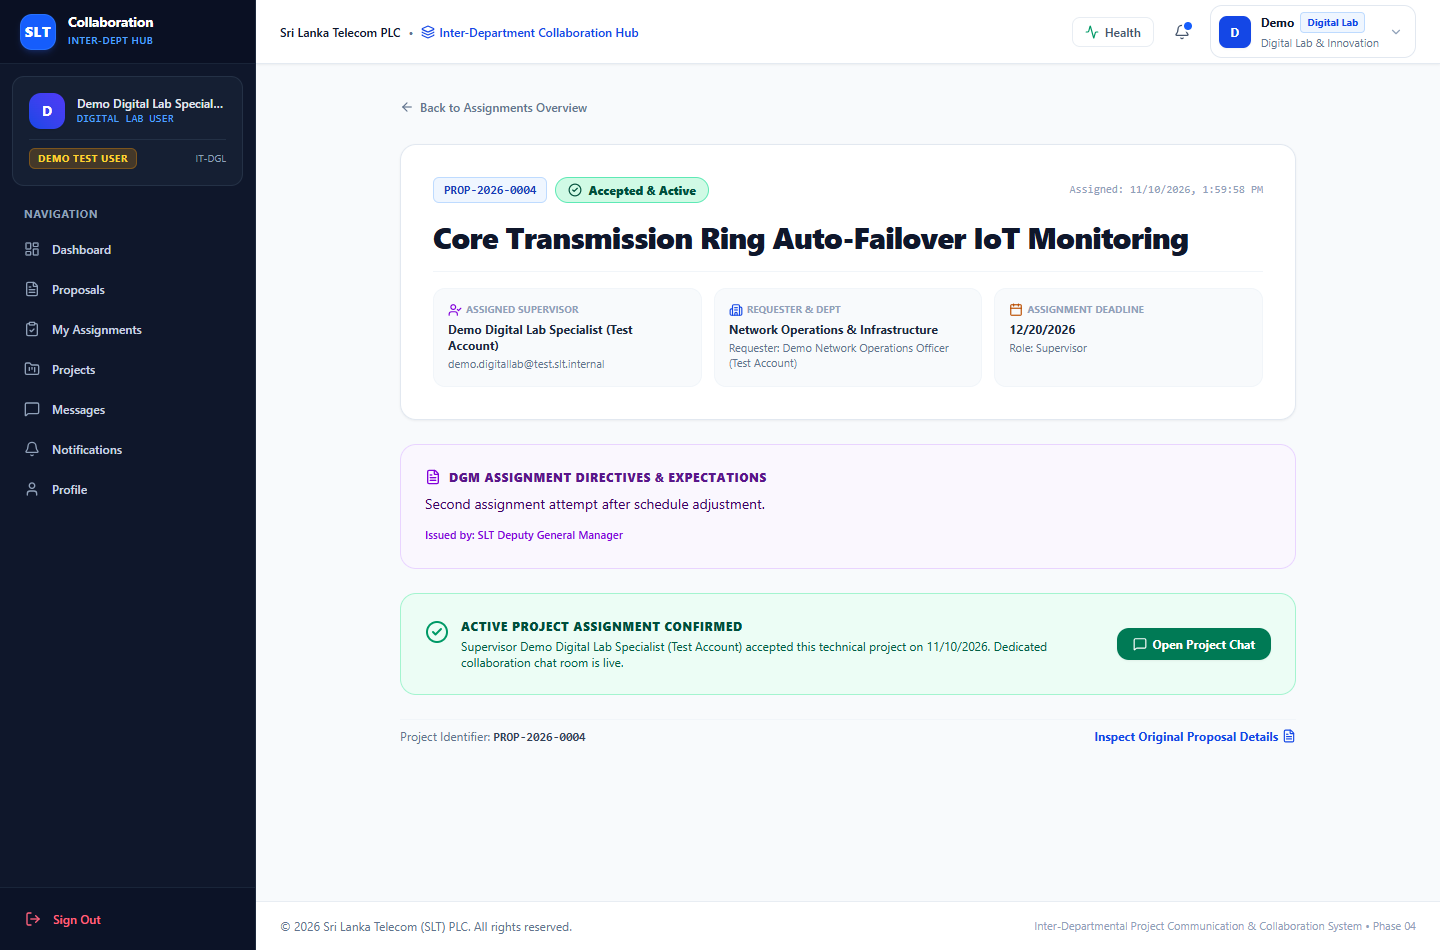 SLT
Collaboration
INTER-DEPT HUB
D
Demo Digital Lab Special...
DIGITAL LAB USER
DEMO TEST USER
IT-DGL
NAVIGATION
Dashboard
Proposals
My Assignments
Projects
Messages
Notifications
Profile
Sign Out
Sri Lanka Telecom PLC • Inter-Department Collaboration Hub
Health
D
Demo Digital Lab
Digital Lab & Innovation
Back to Assignments Overview
PROP-2026-0004 Accepted & Active Assigned: 11/10/2026, 1:59:58 PM
Core Transmission Ring Auto-Failover IoT Monitoring
ASSIGNED SUPERVISOR
Demo Digital Lab Specialist (Test
Account)
demo.digitallab@test.slt.internal
REQUESTER & DEPT
Network Operations & Infrastructure
Requester: Demo Network Operations Officer
(Test Account)
ASSIGNMENT DEADLINE
12/20/2026
Role: Supervisor
DGM ASSIGNMENT DIRECTIVES & EXPECTATIONS
Second assignment attempt after schedule adjustment.
Issued by: SLT Deputy General Manager
ACTIVE PROJECT ASSIGNMENT CONFIRMED
Supervisor Demo Digital Lab Specialist (Test Account) accepted this technical project on 11/10/2026. Dedicated
collaboration chat room is live.
Open Project Chat
Project Identifier: PROP-2026-0004
Inspect Original Proposal Details
© 2026 Sri Lanka Telecom (SLT) PLC. All rights reserved.
Inter-Departmental Project Communication & Collaboration System • Phase 04